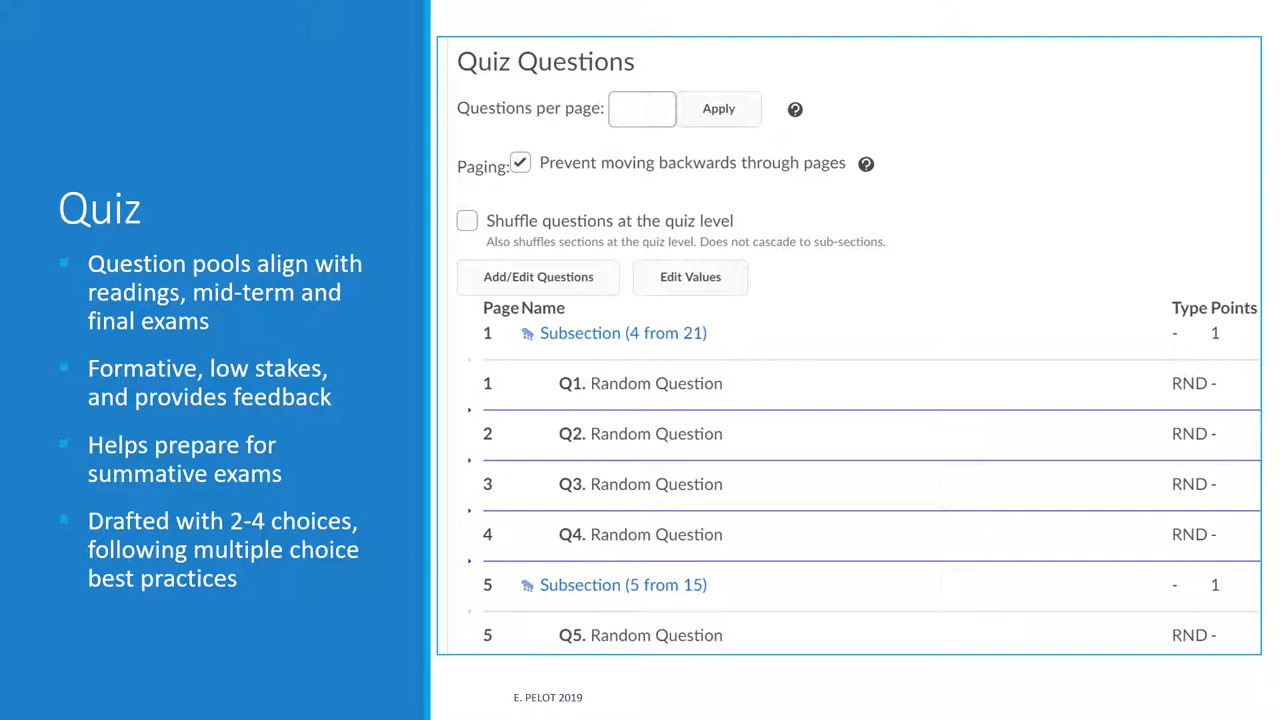 Quiz
Question pools align with
readings, mid-term and
final exams
Formative, low stakes,
and provides feedback
Helps prepare for
summative exams
Drafted with 2-4 choices,
following multiple choice
best practices
Quiz Questions
Questions per page: Apply
Paging: Prevent moving backwards through pages
Shuffle questions at the quiz level
Also shuffles sections at the quiz level. Does not cascade to sub-sections.
Add/Edit Questions Edit Values
Page Name Type Points
1 Subsection (4 from 21) - 1
1 Q1. Random Question RND -
2 Q2. Random Question RND -
3 Q3. Random Question RND -
4 Q4. Random Question RND -
5 Subsection (5 from 15) - 1
5 Q5. Random Question RND -
E. PELOT 2019